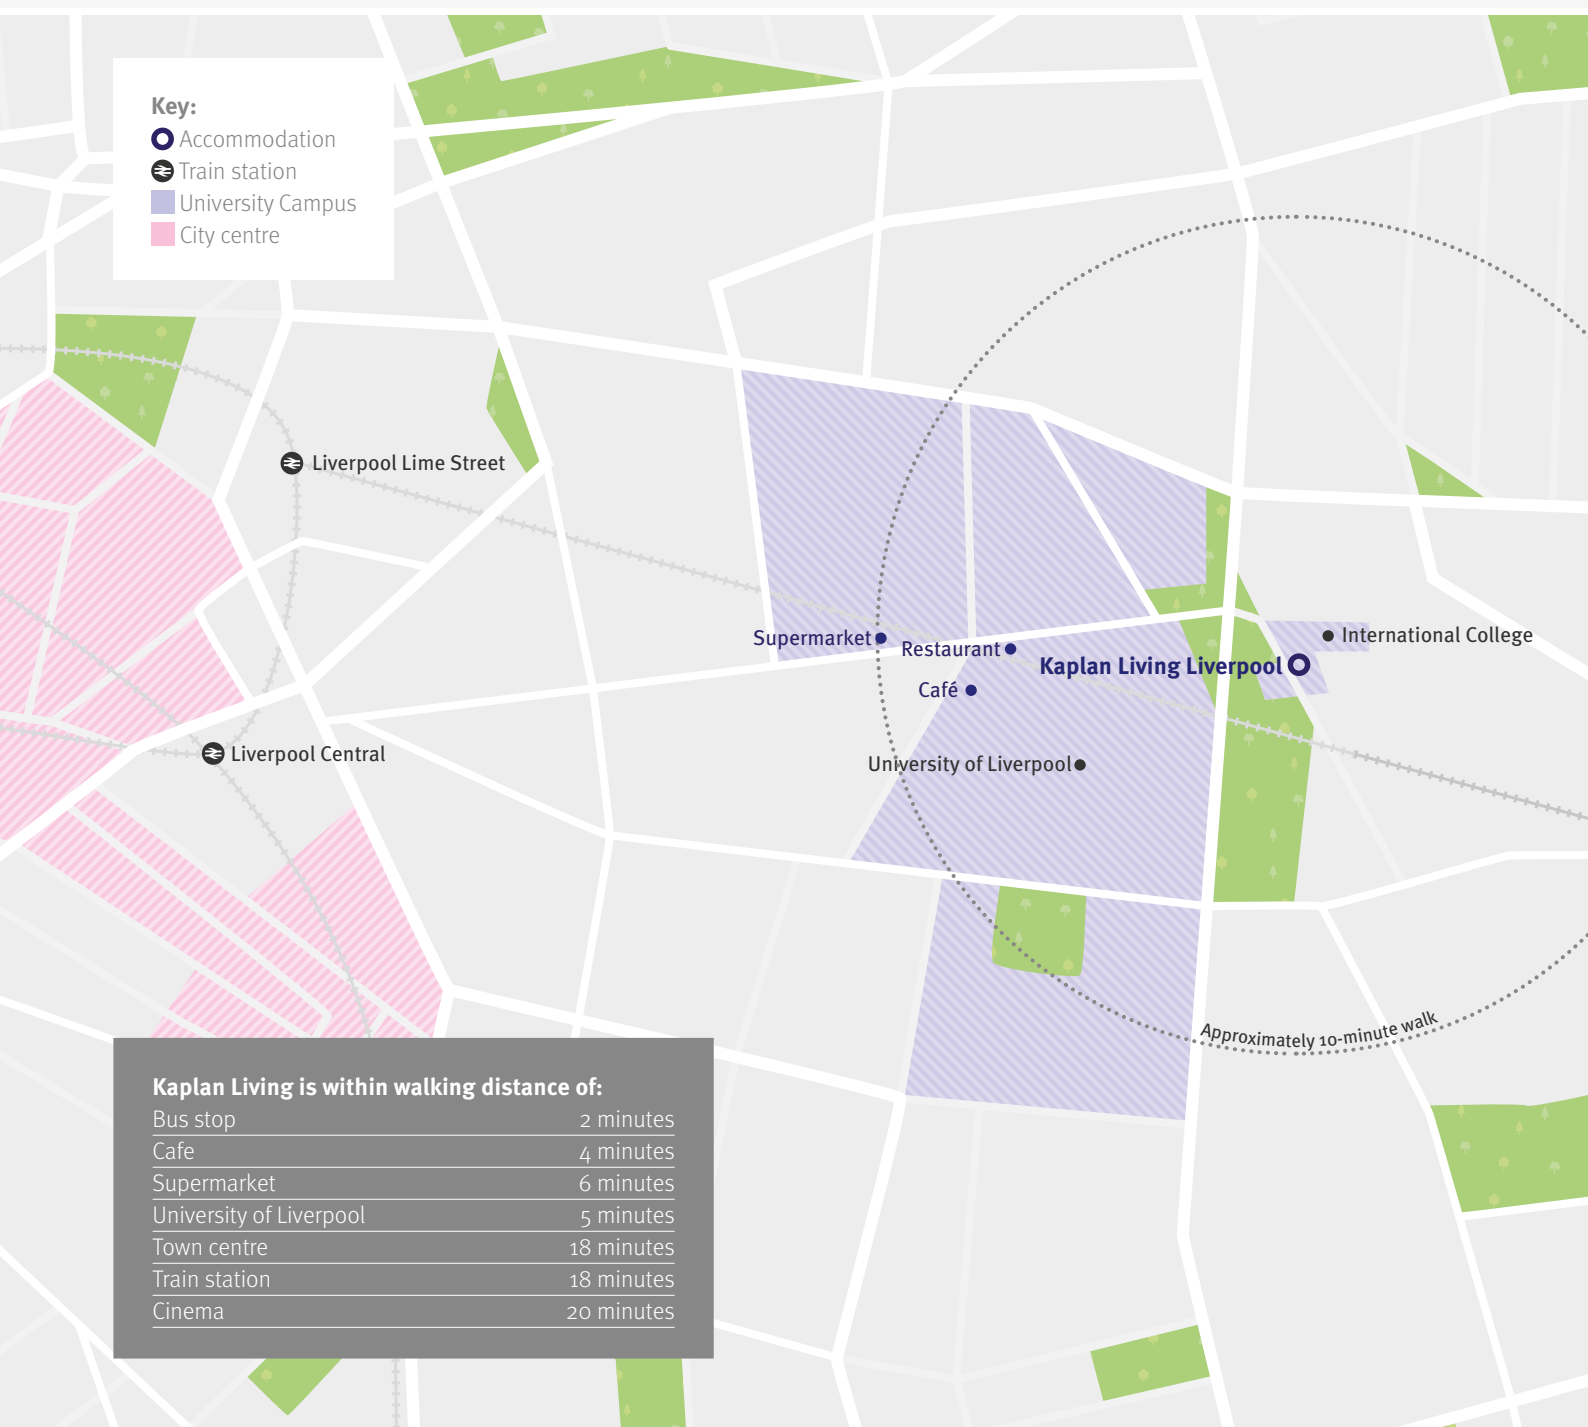 Key:
Accommodation
Train station
University Campus
City centre
Liverpool Lime Street
Supermarket
Restaurant
International College
Kaplan Living Liverpool
Café
Liverpool Central
University of Liverpool
Approximately 10-minute walk
Kaplan Living is within walking distance of:
Bus stop 2 minutes
Cafe 4 minutes
Supermarket 6 minutes
University of Liverpool 5 minutes
Town centre 18 minutes
Train station 18 minutes
Cinema 20 minutes